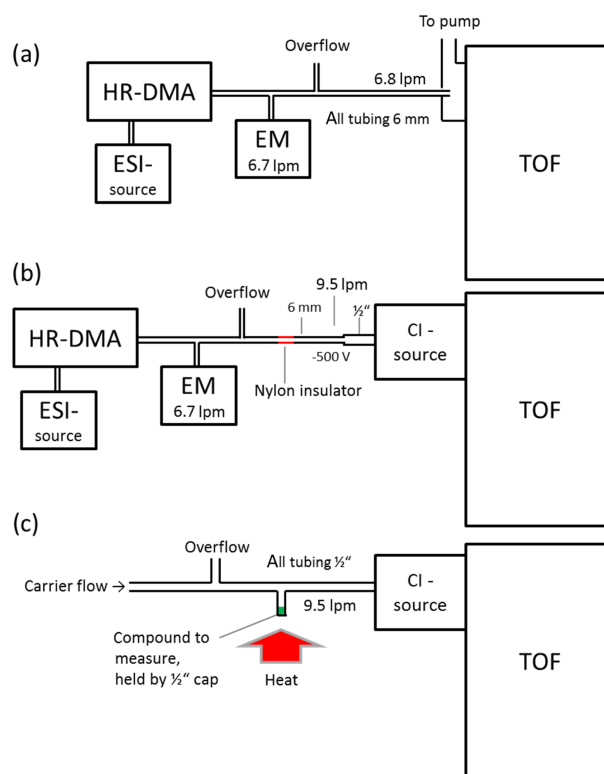 (a)
To pump
Overflow
HR-DMA
6.8 lpm
All tubing 6 mm
EM
6.7 lpm
ESI-
source
TOF
(b)
9.5 lpm
Overflow
6 mm
½“
HR-DMA
CI -
source
-500 V
EM
6.7 lpm
Nylon insulator
ESI-
source
TOF
(c)
Overflow
All tubing ½“
Carrier flow →
CI -
source
9.5 lpm
Compound to
measure,
held by ½“ cap
Heat
TOF